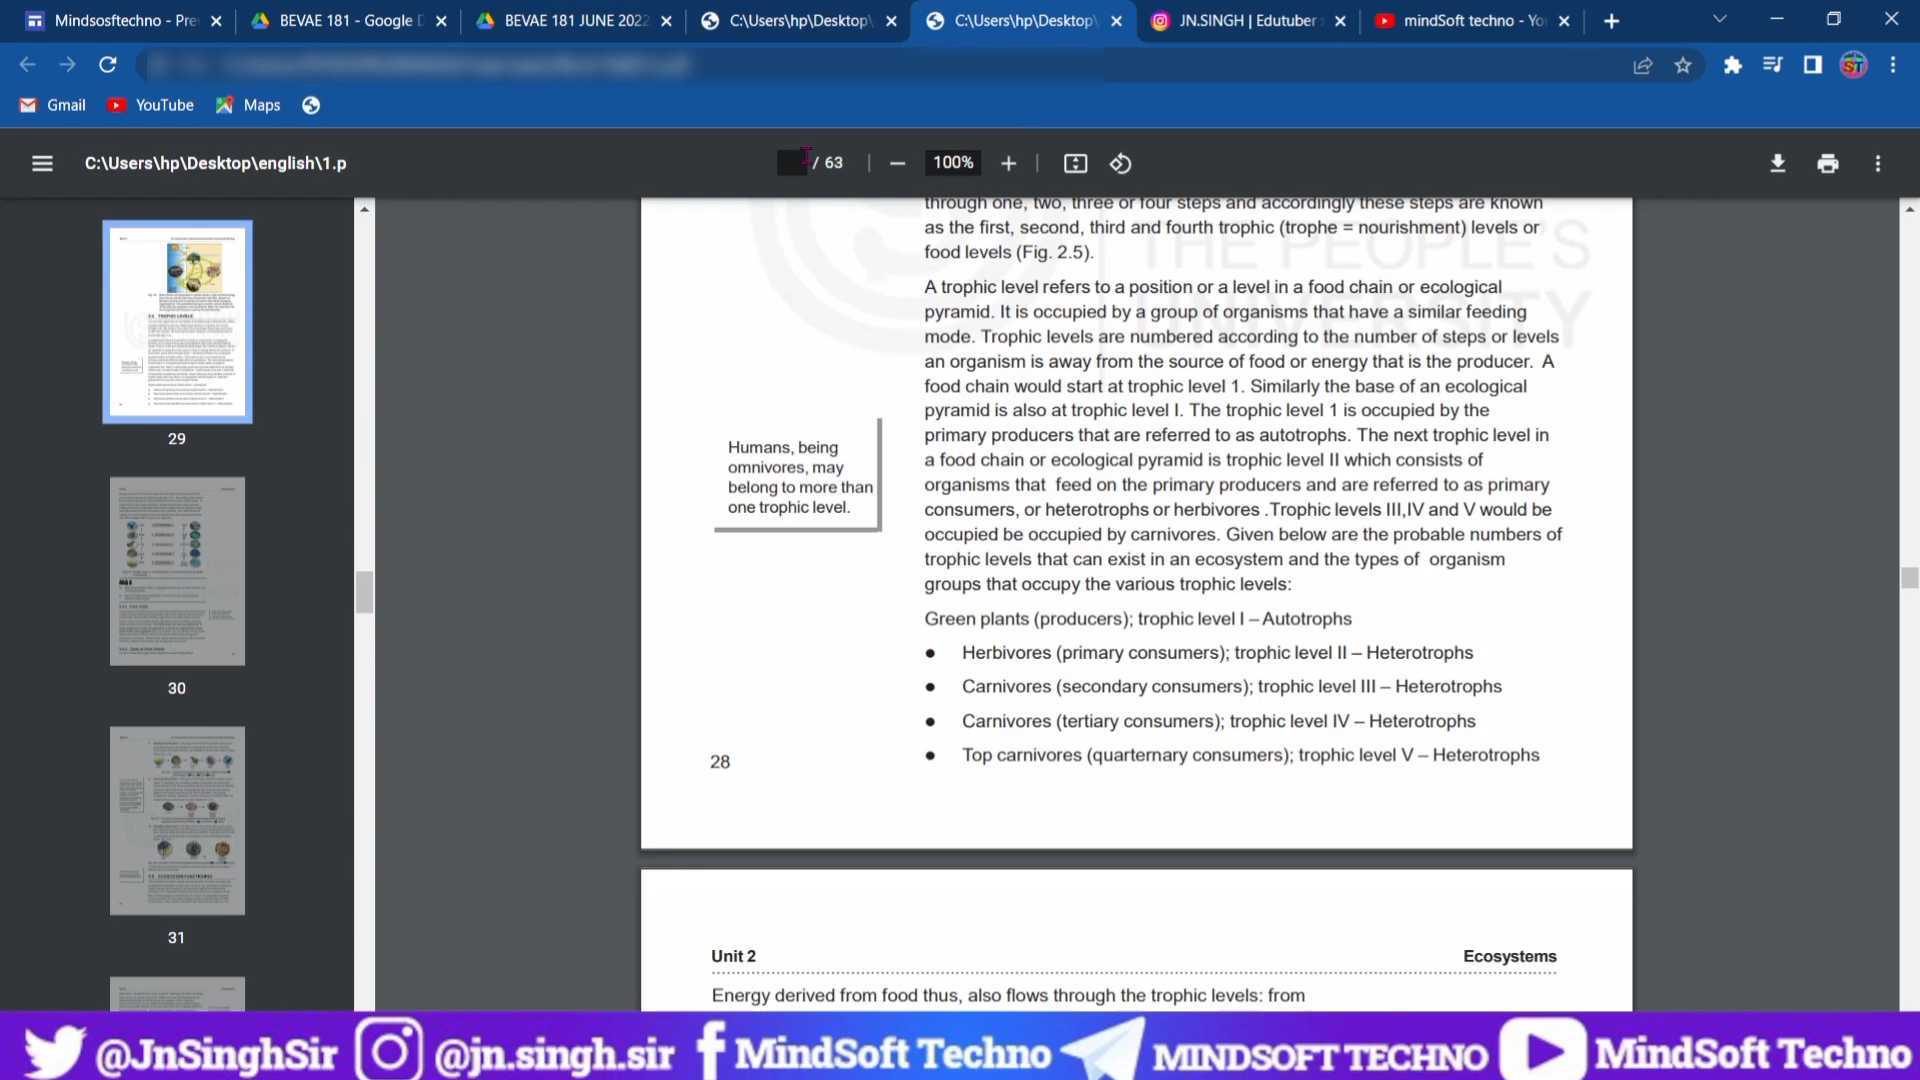 Mindsosftechno - Pre
BEVAE 181 - Google D
BEVAE 181 JUNE 2022
C:\Users\hp\Desktop\
C:\Users\hp\Desktop\
JN.SINGH | Edutuber
mindSoft techno - Yo
Gmail
YouTube
Maps
ST
C:\Users\hp\Desktop\english\1.p
/ 63
100%
29
30
31
THE PEOPLE'S
UNIVERSITY
through one, two, three or four steps and accordingly these steps are known
as the first, second, third and fourth trophic (trophe = nourishment) levels or
food levels (Fig. 2.5).
A trophic level refers to a position or a level in a food chain or ecological
pyramid. It is occupied by a group of organisms that have a similar feeding
mode. Trophic levels are numbered according to the number of steps or levels
an organism is away from the source of food or energy that is the producer. A
food chain would start at trophic level 1. Similarly the base of an ecological
pyramid is also at trophic level I. The trophic level 1 is occupied by the
primary producers that are referred to as autotrophs. The next trophic level in
a food chain or ecological pyramid is trophic level II which consists of
organisms that feed on the primary producers and are referred to as primary
consumers, or heterotrophs or herbivores .Trophic levels III,IV and V would be
occupied be occupied by carnivores. Given below are the probable numbers of
trophic levels that can exist in an ecosystem and the types of organism
groups that occupy the various trophic levels:
Humans, being
omnivores, may
belong to more than
one trophic level.
Green plants (producers); trophic level I – Autotrophs
● Herbivores (primary consumers); trophic level II – Heterotrophs
● Carnivores (secondary consumers); trophic level III – Heterotrophs
● Carnivores (tertiary consumers); trophic level IV – Heterotrophs
● Top carnivores (quarternary consumers); trophic level V – Heterotrophs
28
Unit 2
Ecosystems
Energy derived from food thus, also flows through the trophic levels: from
@JnSinghSir
@jn.singh.sir
MindSoft Techno
MINDSOFT TECHNO
MindSoft Techno